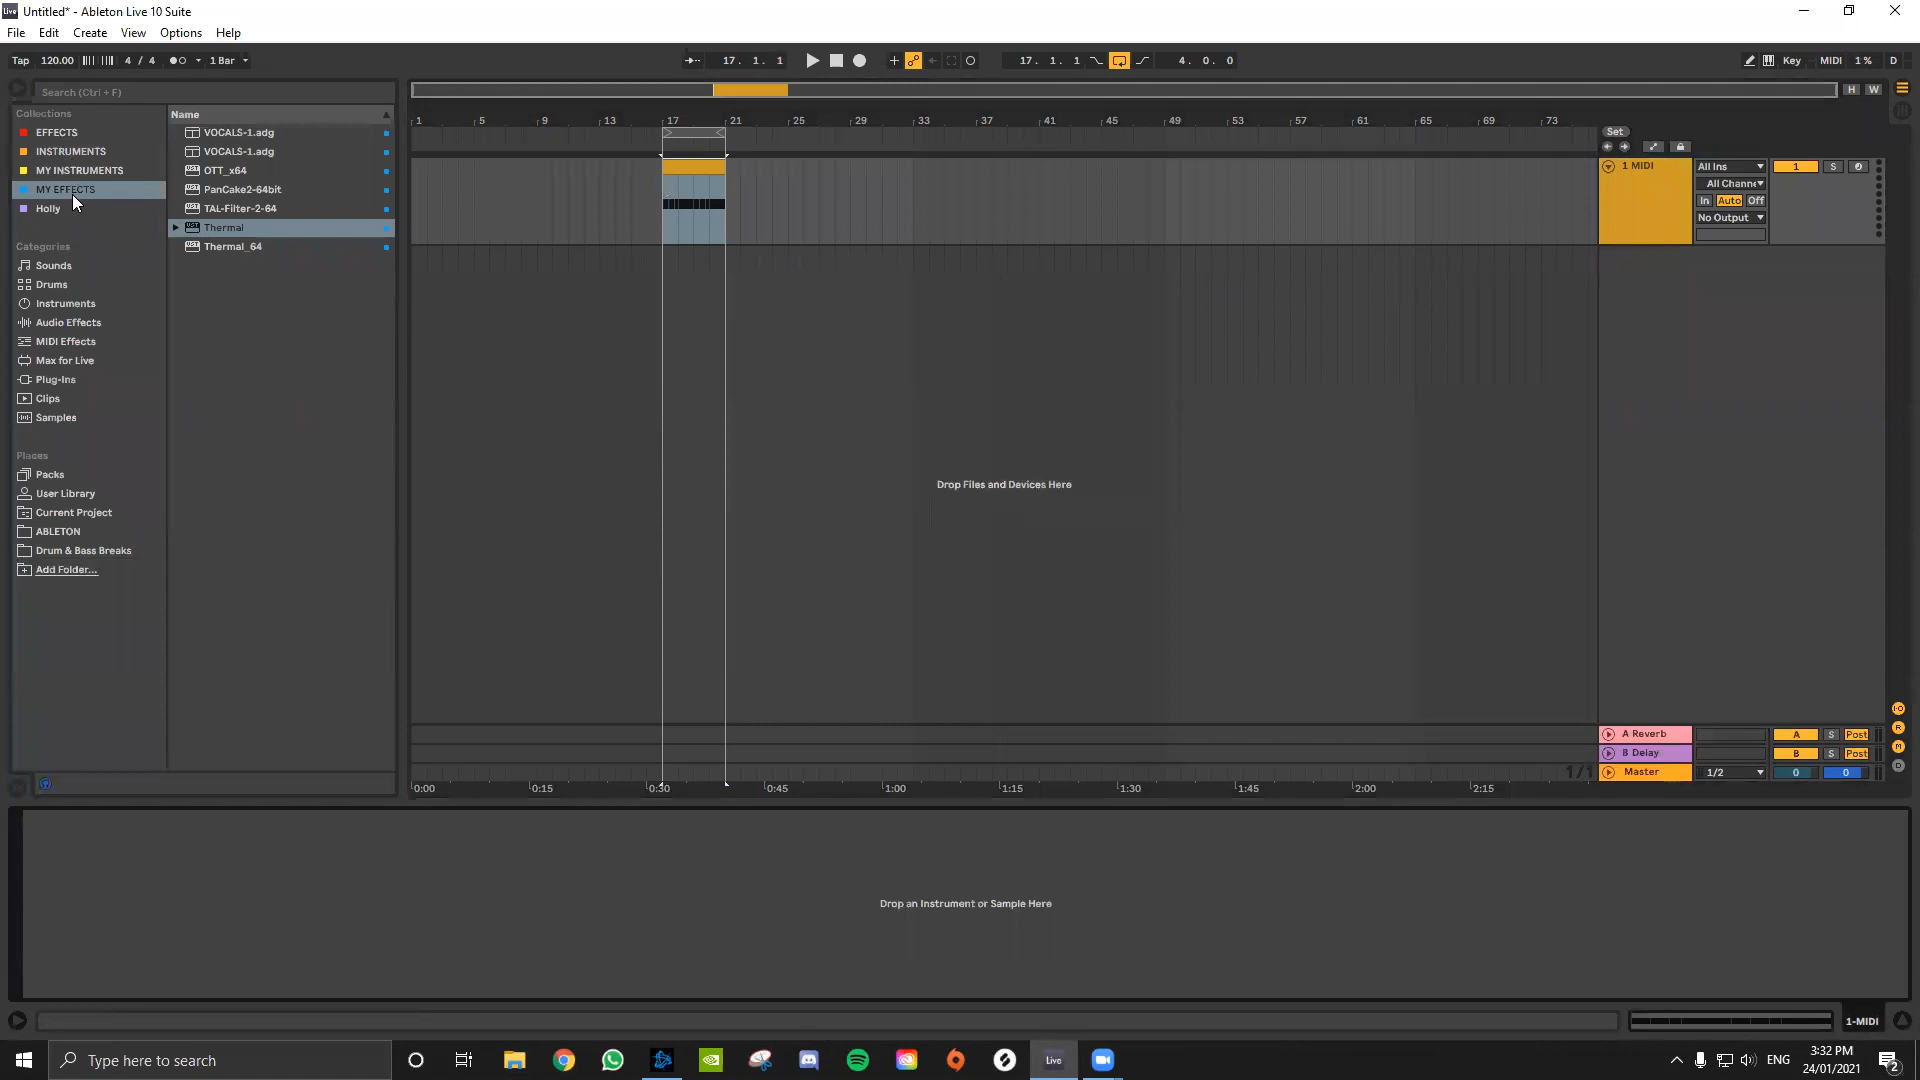 Untitled* - Ableton Live 10 Suite
File Edit Create View Options Help
Tap 120.00 4 / 4 1 Bar 17. 1. 1 17. 1. 1 4. 0. 0 Key MIDI 1 % D
Search (Ctrl + F)
H W
Collections
EFFECTS
INSTRUMENTS
MY INSTRUMENTS
MY EFFECTS
Holly
Categories
Sounds
Drums
Instruments
Audio Effects
MIDI Effects
Max for Live
Plug-Ins
Clips
Samples
Places
Packs
User Library
Current Project
ABLETON
Drum & Bass Breaks
Add Folder...
Name
VOCALS-1.adg
VOCALS-1.adg
OTT_x64
PanCake2-64bit
TAL-Filter-2-64
Thermal
Thermal_64
1 5 9 13 17 21 25 29 33 37 41 45 49 53 57 61 65 69 73
Set
1 MIDI All Ins 1 S
All Channe
In Auto Off
No Output
Drop Files and Devices Here
A Reverb A S Post
B Delay B S Post
1/1 Master 1/2 0 0
0:00 0:15 0:30 0:45 1:00 1:15 1:30 1:45 2:00 2:15
I·O
R
M
D
Drop an Instrument or Sample Here
1-MIDI
Type here to search
Live
ENG
3:32 PM
24/01/2021
2